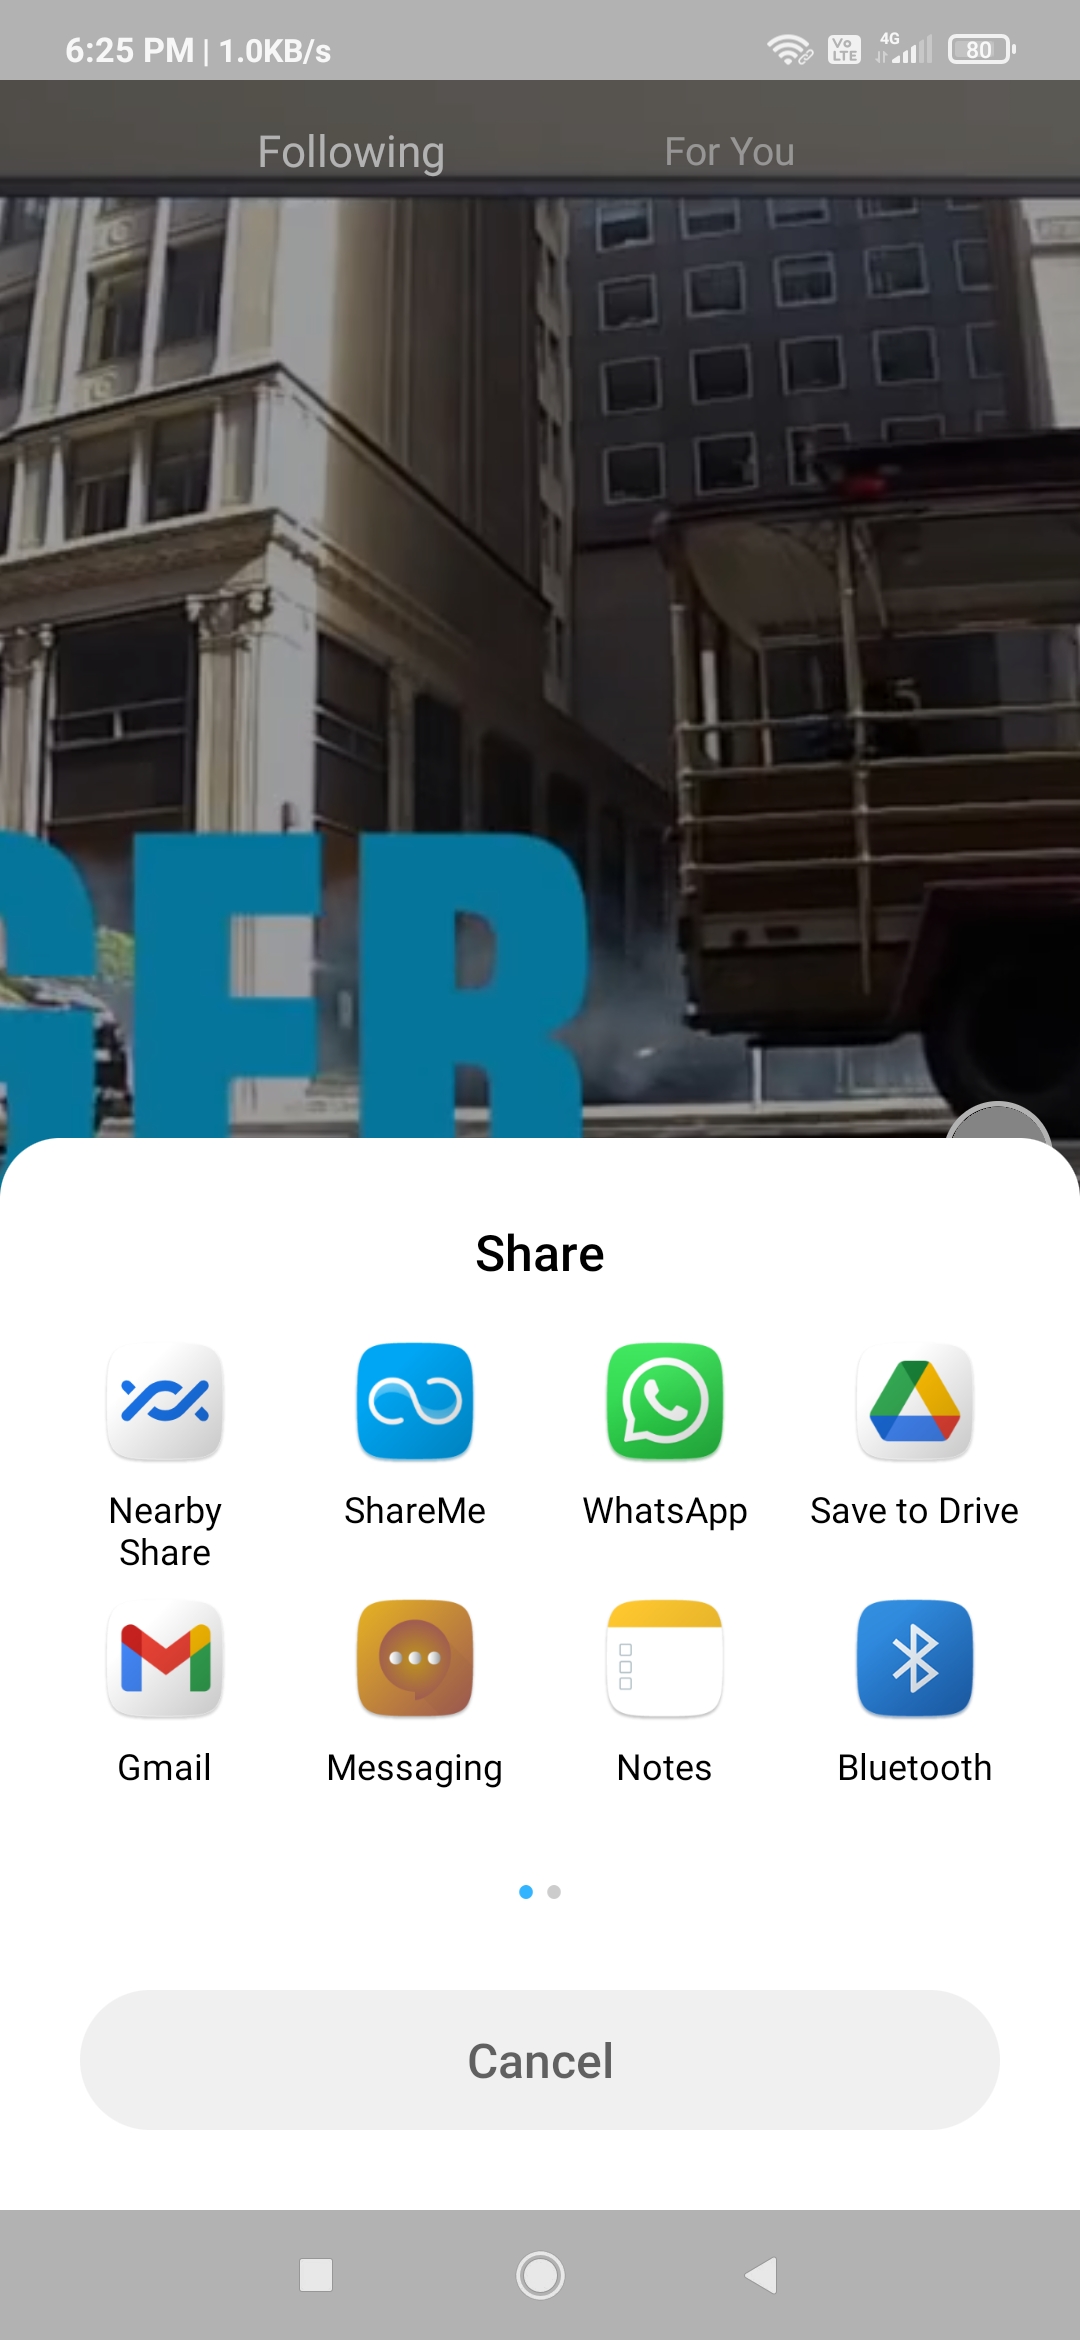 6:25 PM | 1.0KB/s
Vo LTE
4G
80
Following
For You
GER
Share
Nearby Share
ShareMe
WhatsApp
Save to Drive
Gmail
Messaging
Notes
Bluetooth
Cancel